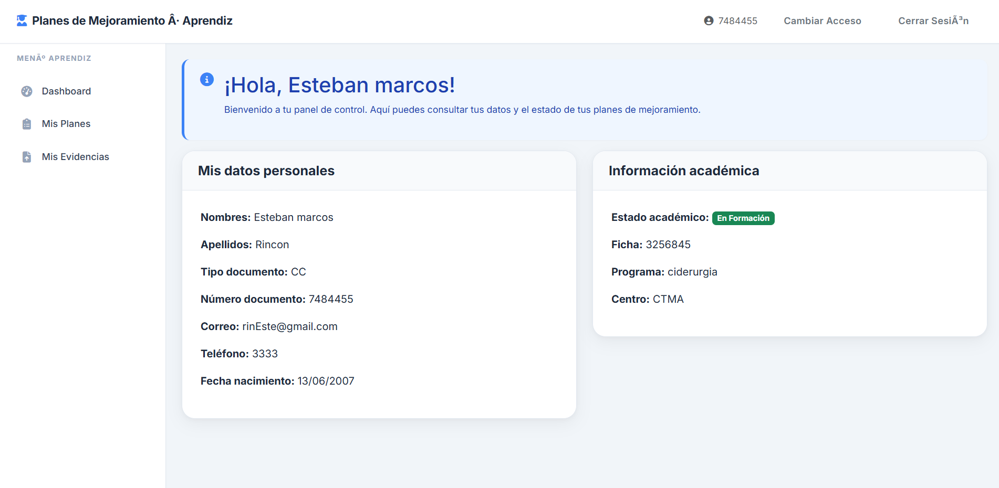 Planes de Mejoramiento Â· Aprendiz
7484455
Cambiar Acceso
Cerrar SesiÃ³n
MENÃº APRENDIZ
Dashboard
Mis Planes
Mis Evidencias
¡Hola, Esteban marcos!
Bienvenido a tu panel de control. Aquí puedes consultar tus datos y el estado de tus planes de mejoramiento.
Mis datos personales
Nombres: Esteban marcos
Apellidos: Rincon
Tipo documento: CC
Número documento: 7484455
Correo: rinEste@gmail.com
Teléfono: 3333
Fecha nacimiento: 13/06/2007
Información académica
Estado académico: En Formación
Ficha: 3256845
Programa: ciderurgia
Centro: CTMA